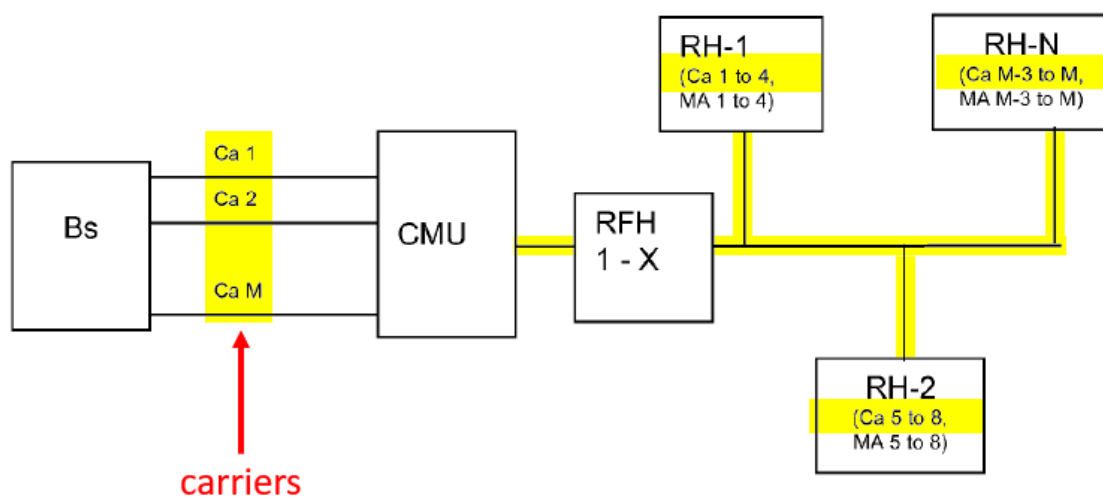 Bs
Ca 1
Ca 2
Ca M
carriers
CMU
RFH
1 - X
RH-1
(Ca 1 to 4,
MA 1 to 4)
RH-N
(Ca M-3 to M,
MA M-3 to M)
RH-2
(Ca 5 to 8,
MA 5 to 8)